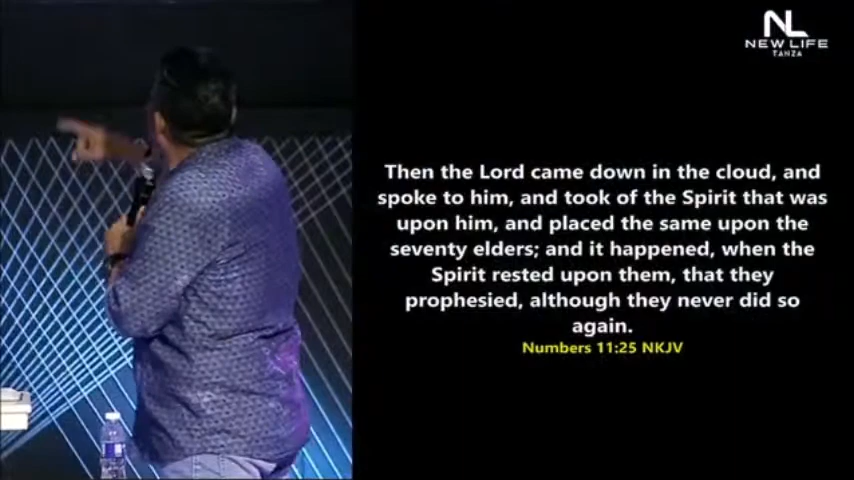 NL
NEW LIFE
TANZA
Then the Lord came down in the cloud, and
spoke to him, and took of the Spirit that was
upon him, and placed the same upon the
seventy elders; and it happened, when the
Spirit rested upon them, that they
prophesied, although they never did so
again.
Numbers 11:25 NKJV